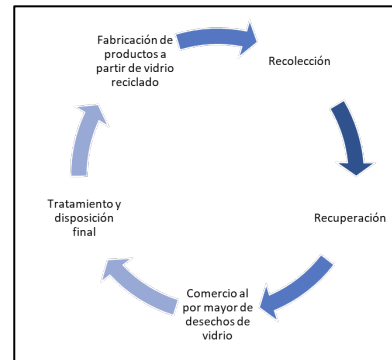 Fabricación de
productos a
partir de vidrio
reciclado
Recolección
Recuperación
Comercio al
por mayor de
desechos de
vidrio
Tratamiento y
disposición
final